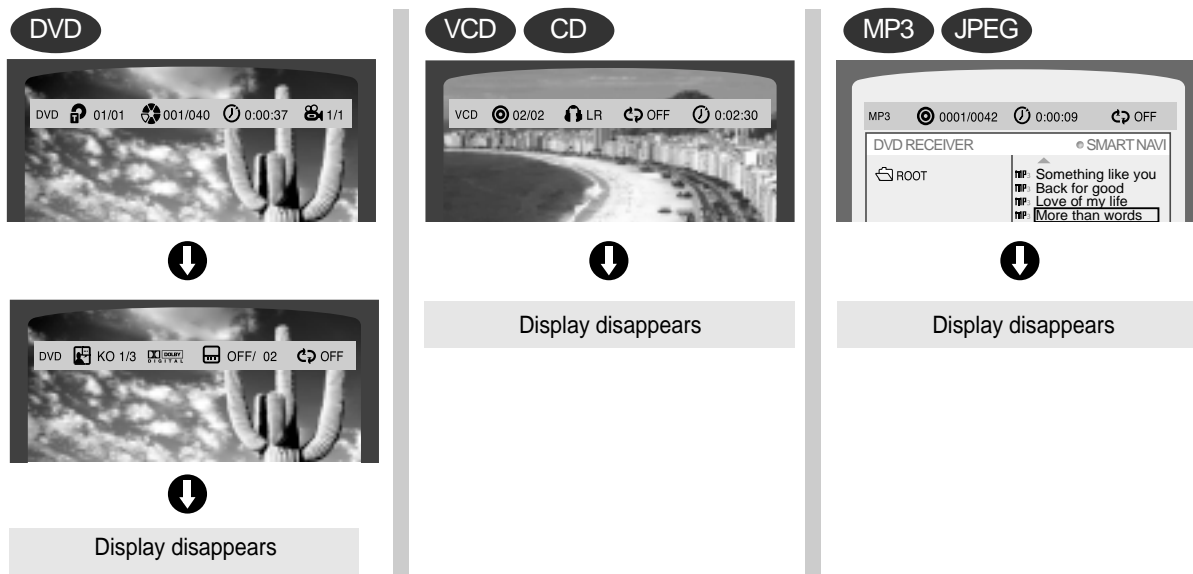 DVD
DVD 01/01 001/040 0:00:37 1/1
DVD KO 1/3 DOLBY DIGITAL OFF/ 02 OFF
Display disappears
VCD CD
VCD 02/02 LR OFF 0:02:30
Display disappears
MP3 JPEG
MP3 0001/0042 0:00:09 OFF
DVD RECEIVER SMART NAVI
ROOT
Something like you
Back for good
Love of my life
More than words
Display disappears